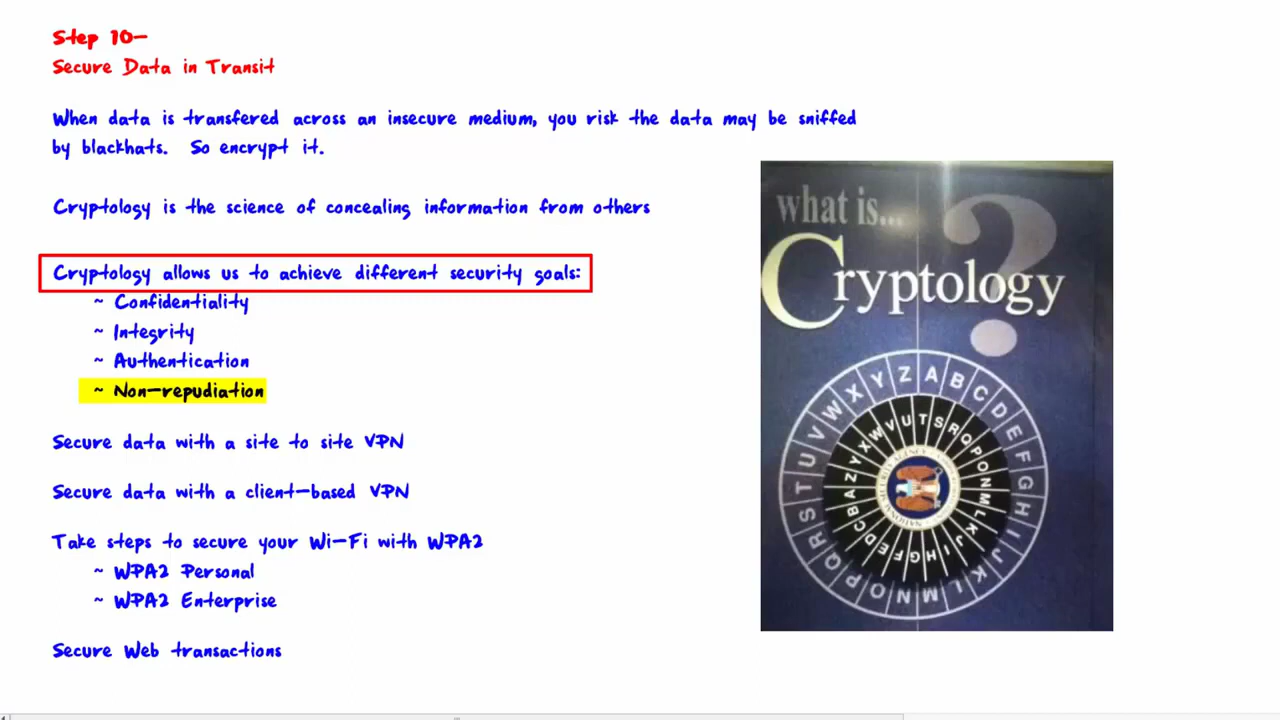 Step 10-
Secure Data in Transit
When data is transfered across an insecure medium, you risk the data may be sniffed
by blackhats. So encrypt it.
Cryptology is the science of concealing information from others
Cryptology allows us to achieve different security goals:
~ Confidentiality
~ Integrity
~ Authentication
~ Non-repudiation
Secure data with a site to site VPN
Secure data with a client-based VPN
Take steps to secure your Wi-Fi with WPA2
~ WPA2 Personal
~ WPA2 Enterprise
Secure Web transactions
what is...
?
Cryptology
A B C D E F G H I J K L M N O P Q R S T U V W X Y Z
T S R Q P O N M L K J I H G F E D C B A Z Y X W V U